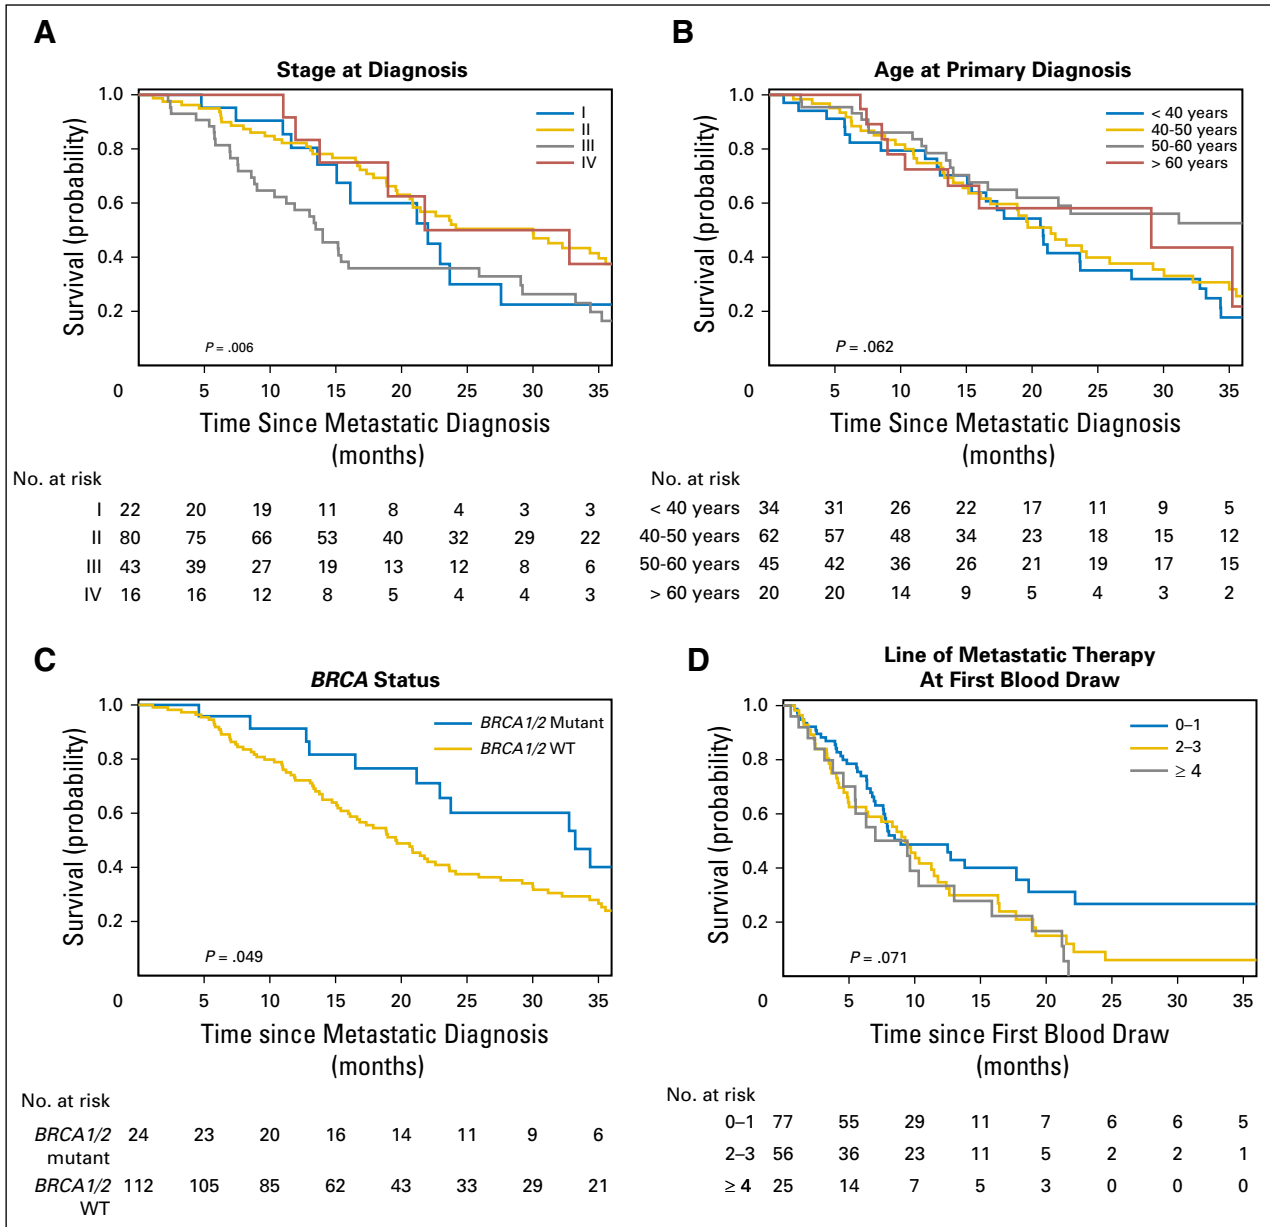 A
Stage at Diagnosis
1.0
0.8
0.6
0.4
0.2
Survival (probability)
I
II
III
IV
P = .006
0 5 10 15 20 25 30 35
Time Since Metastatic Diagnosis
(months)
No. at risk
I 22 20 19 11 8 4 3 3
II 80 75 66 53 40 32 29 22
III 43 39 27 19 13 12 8 6
IV 16 16 12 8 5 4 4 3
B
Age at Primary Diagnosis
1.0
0.8
0.6
0.4
0.2
Survival (probability)
< 40 years
40-50 years
50-60 years
> 60 years
P = .062
0 5 10 15 20 25 30 35
Time Since Metastatic Diagnosis
(months)
No. at risk
< 40 years 34 31 26 22 17 11 9 5
40-50 years 62 57 48 34 23 18 15 12
50-60 years 45 42 36 26 21 19 17 15
> 60 years 20 20 14 9 5 4 3 2
C
BRCA Status
1.0
0.8
0.6
0.4
0.2
Survival (probability)
BRCA1/2 Mutant
BRCA1/2 WT
P = .049
0 5 10 15 20 25 30 35
Time since Metastatic Diagnosis
(months)
No. at risk
BRCA1/2 24 23 20 16 14 11 9 6
mutant
BRCA1/2 112 105 85 62 43 33 29 21
WT
D
Line of Metastatic Therapy
At First Blood Draw
1.0
0.8
0.6
0.4
0.2
Survival (probability)
0–1
2–3
≥ 4
P = .071
0 5 10 15 20 25 30 35
Time since First Blood Draw
(months)
No. at risk
0–1 77 55 29 11 7 6 6 5
2–3 56 36 23 11 5 2 2 1
≥ 4 25 14 7 5 3 0 0 0